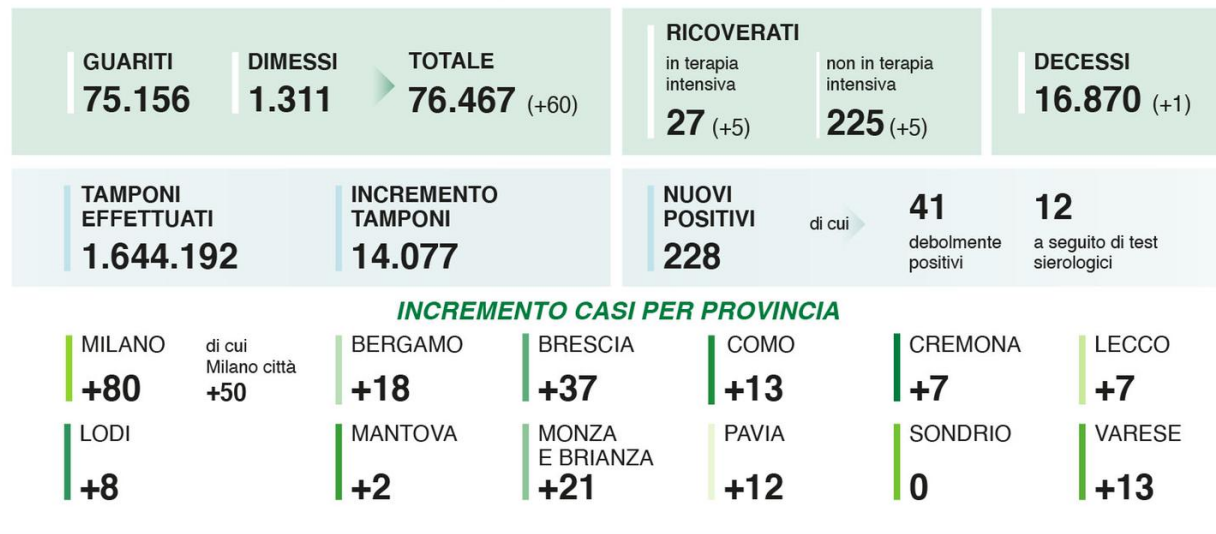 GUARITI
75.156
DIMESSI
1.311
TOTALE
76.467 (+60)
RICOVERATI
in terapia
intensiva
27 (+5)
non in terapia
intensiva
225 (+5)
DECESSI
16.870 (+1)
TAMPONI
EFFETTUATI
1.644.192
INCREMENTO
TAMPONI
14.077
NUOVI
POSITIVI
228
di cui
41
debolmente
positivi
12
a seguito di test
sierologici
INCREMENTO CASI PER PROVINCIA
MILANO
+80
di cui
Milano città
+50
BERGAMO
+18
BRESCIA
+37
COMO
+13
CREMONA
+7
LECCO
+7
LODI
+8
MANTOVA
+2
MONZA
E BRIANZA
+21
PAVIA
+12
SONDRIO
0
VARESE
+13